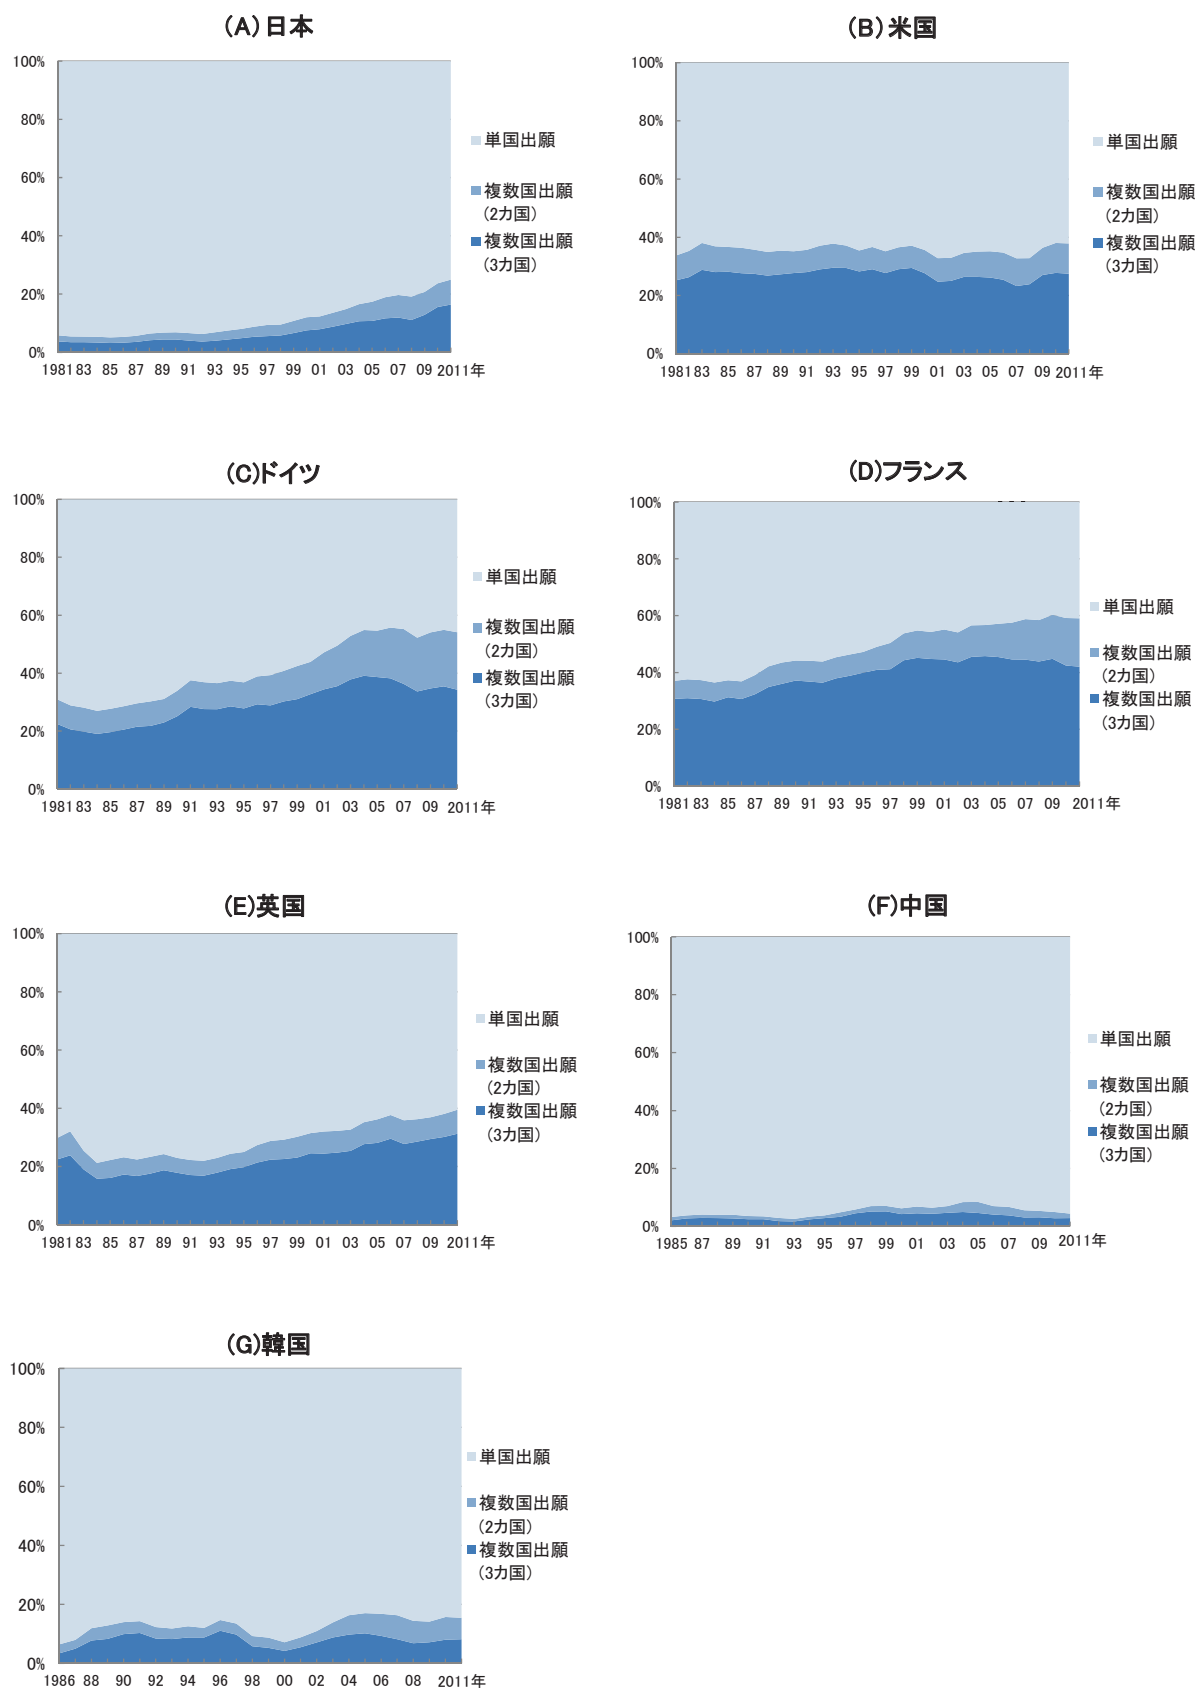 (A)日本
100%
80%
60%
40%
20%
0%
1981 83 85 87 89 91 93 95 97 99 01 03 05 07 09 2011年
単国出願
複数国出願
(2カ国)
複数国出願
(3カ国)
(B)米国
100%
80%
60%
40%
20%
0%
1981 83 85 87 89 91 93 95 97 99 01 03 05 07 09 2011年
単国出願
複数国出願
(2カ国)
複数国出願
(3カ国)
(C)ドイツ
100%
80%
60%
40%
20%
0%
1981 83 85 87 89 91 93 95 97 99 01 03 05 07 09 2011年
単国出願
複数国出願
(2カ国)
複数国出願
(3カ国)
(D)フランス
100%
80%
60%
40%
20%
0%
1981 83 85 87 89 91 93 95 97 99 01 03 05 07 09 2011年
単国出願
複数国出願
(2カ国)
複数国出願
(3カ国)
(E)英国
100%
80%
60%
40%
20%
0%
1981 83 85 87 89 91 93 95 97 99 01 03 05 07 09 2011年
単国出願
複数国出願
(2カ国)
複数国出願
(3カ国)
(F)中国
100%
80%
60%
40%
20%
0%
1985 87 89 91 93 95 97 99 01 03 05 07 09 2011年
単国出願
複数国出願
(2カ国)
複数国出願
(3カ国)
(G)韓国
100%
80%
60%
40%
20%
0%
1986 88 90 92 94 96 98 00 02 04 06 08 2011年
単国出願
複数国出願
(2カ国)
複数国出願
(3カ国)